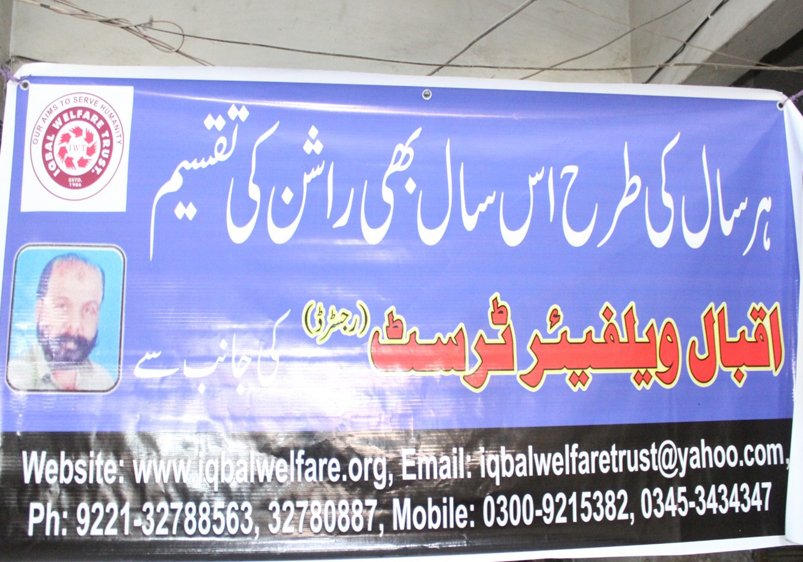 OUR AIMS TO SERVE HUMANITY
IQBAL WELFARE TRUST.
IWT
ESTD.
1986
ہر سال کی طرح اس سال بھی راشن کی تقسیم
اقبال ویلفیئر ٹرسٹ (رجسٹرڈ) کی جانب سے
Website: www.iqbalwelfare.org, Email: iqbalwelfaretrust@yahoo.com,
Ph: 9221-32788563, 32780887, Mobile: 0300-9215382, 0345-3434347